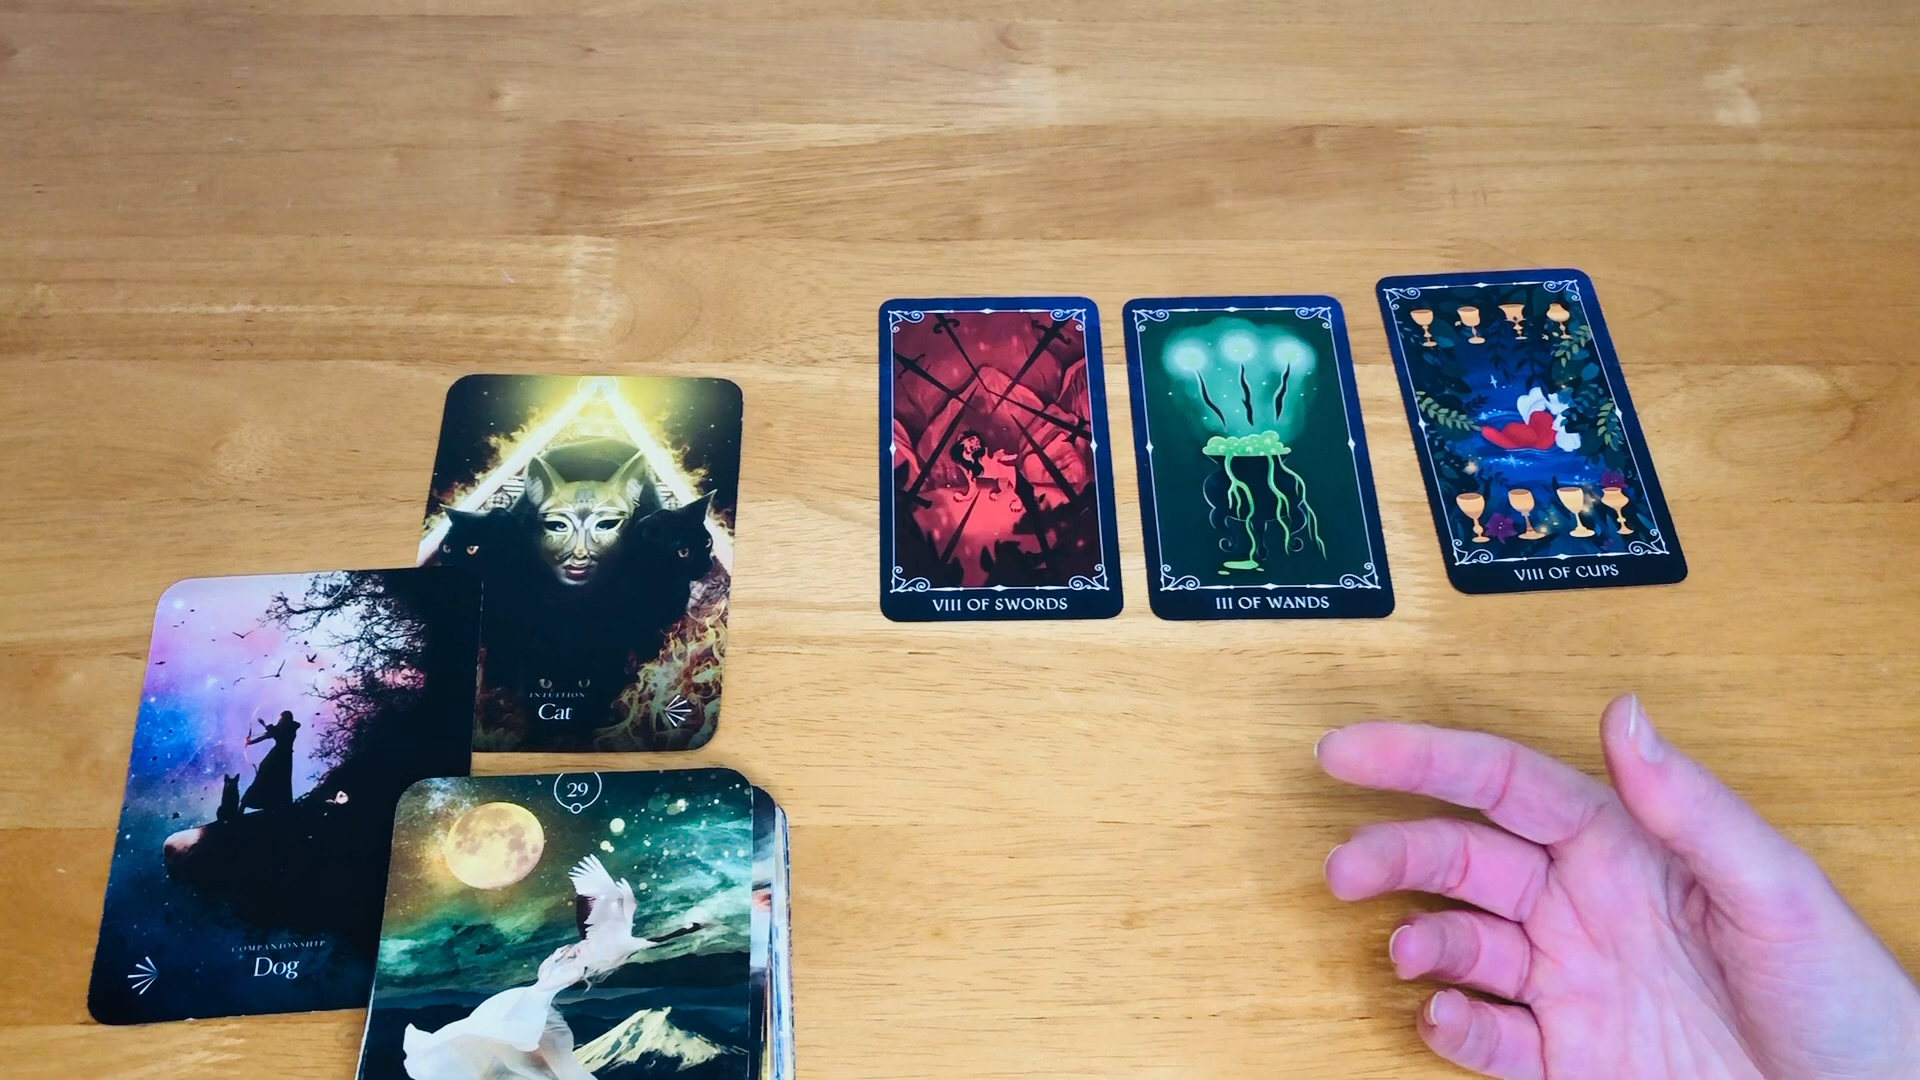 VIII OF SWORDS
III OF WANDS
VIII OF CUPS
INTUITION
Cat
COMPANIONSHIP
Dog
29